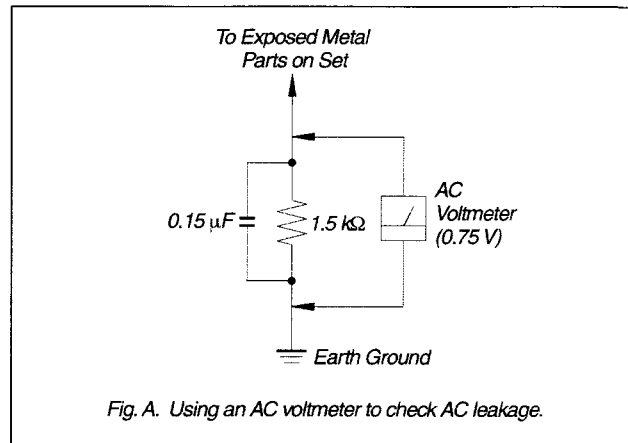 To Exposed Metal
Parts on Set
0.15 μF
1.5 kΩ
AC
Voltmeter
(0.75 V)
Earth Ground
Fig. A. Using an AC voltmeter to check AC leakage.